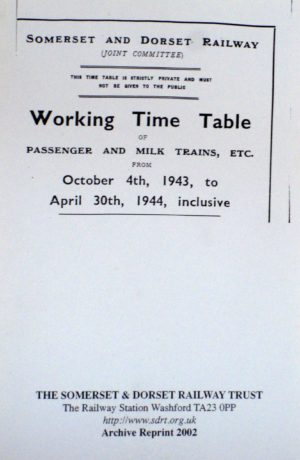 SOMERSET AND DORSET RAILWAY
(JOINT COMMITTEE)
THIS TIME TABLE IS STRICTLY PRIVATE AND MUST
NOT BE GIVEN TO THE PUBLIC
Working Time Table
OF
PASSENGER AND MILK TRAINS, ETC.
FROM
October 4th, 1943, to
April 30th, 1944, inclusive
THE SOMERSET & DORSET RAILWAY TRUST
The Railway Station Washford TA23 0PP
http://www.sdrt.org.uk
Archive Reprint 2002